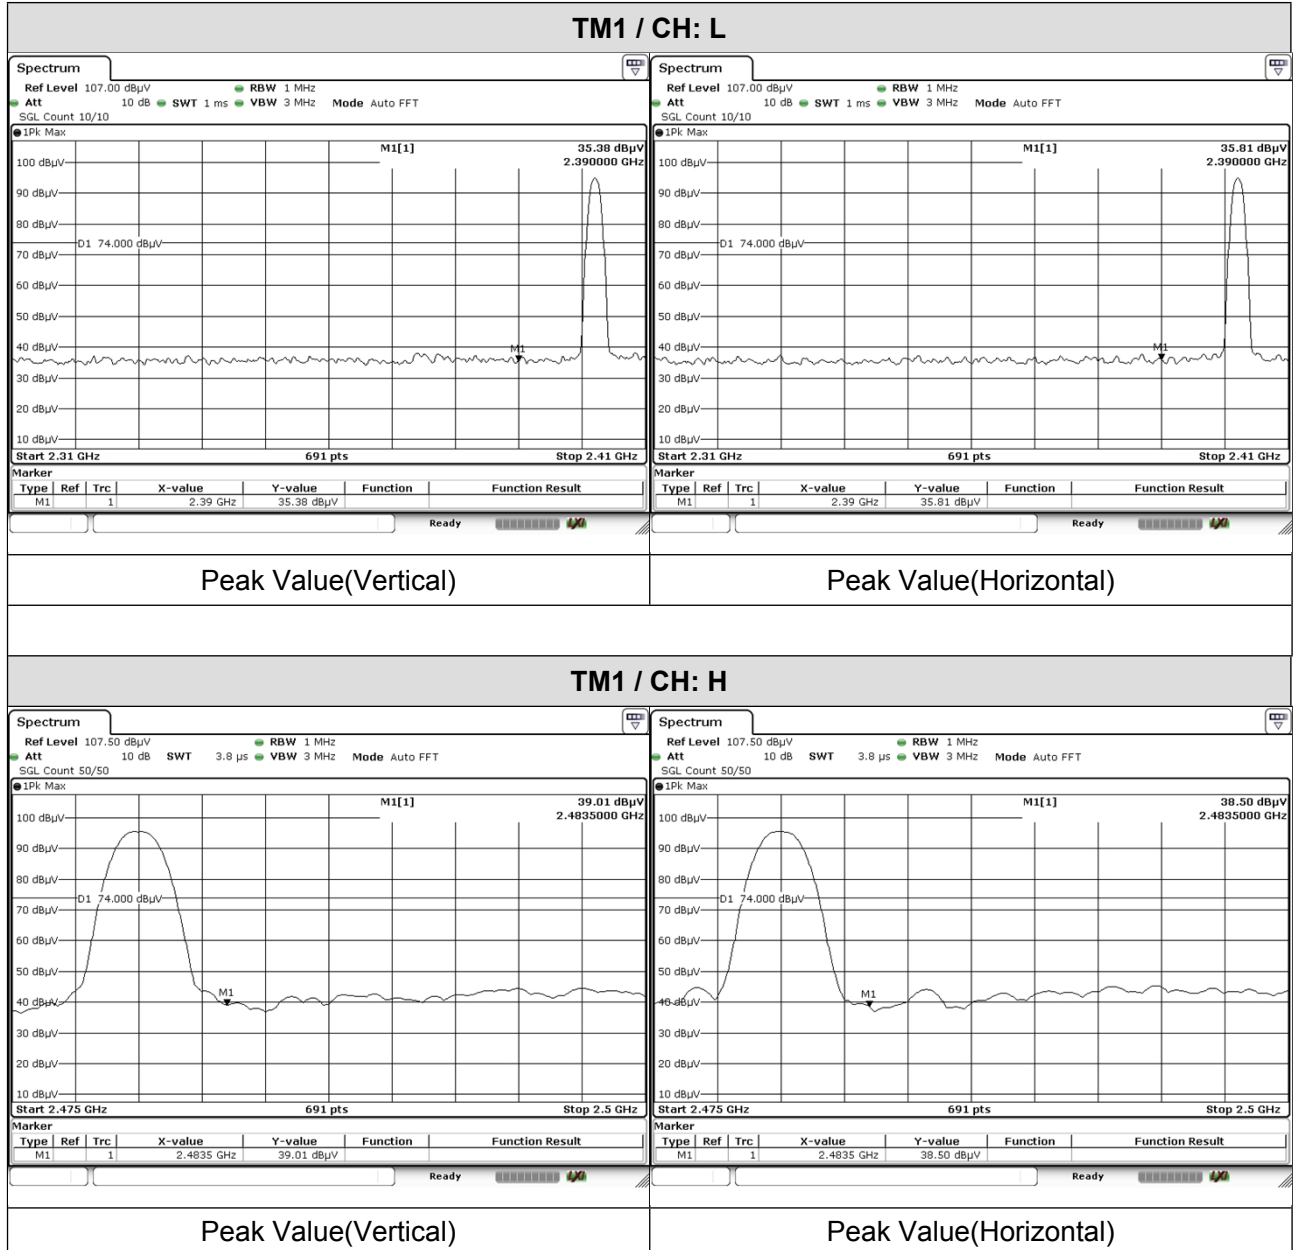 TM1 / CH: L
Spectrum
Ref Level 107.00 dBµV RBW 1 MHz
Att 10 dB SWT 1 ms VBW 3 MHz Mode Auto FFT
SGL Count 10/10
1Pk Max
M1[1] 35.38 dBµV
2.390000 GHz
100 dBµV
90 dBµV
80 dBµV
D1 74.000 dBµV
70 dBµV
60 dBµV
50 dBµV
40 dBµV
M1
30 dBµV
20 dBµV
10 dBµV
Start 2.31 GHz 691 pts Stop 2.41 GHz
Marker
Type Ref Trc X-value Y-value Function Function Result
M1 1 2.39 GHz 35.38 dBµV
Ready LXI
Peak Value(Vertical)
Spectrum
Ref Level 107.00 dBµV RBW 1 MHz
Att 10 dB SWT 1 ms VBW 3 MHz Mode Auto FFT
SGL Count 10/10
1Pk Max
M1[1] 35.81 dBµV
2.390000 GHz
100 dBµV
90 dBµV
80 dBµV
D1 74.000 dBµV
70 dBµV
60 dBµV
50 dBµV
40 dBµV
M1
30 dBµV
20 dBµV
10 dBµV
Start 2.31 GHz 691 pts Stop 2.41 GHz
Marker
Type Ref Trc X-value Y-value Function Function Result
M1 1 2.39 GHz 35.81 dBµV
Ready LXI
Peak Value(Horizontal)
TM1 / CH: H
Spectrum
Ref Level 107.50 dBµV RBW 1 MHz
Att 10 dB SWT 3.8 µs VBW 3 MHz Mode Auto FFT
SGL Count 50/50
1Pk Max
M1[1] 39.01 dBµV
2.4835000 GHz
100 dBµV
90 dBµV
80 dBµV
D1 74.000 dBµV
70 dBµV
60 dBµV
50 dBµV
M1
40 dBµV
30 dBµV
20 dBµV
10 dBµV
Start 2.475 GHz 691 pts Stop 2.5 GHz
Marker
Type Ref Trc X-value Y-value Function Function Result
M1 1 2.4835 GHz 39.01 dBµV
Ready LXI
Peak Value(Vertical)
Spectrum
Ref Level 107.50 dBµV RBW 1 MHz
Att 10 dB SWT 3.8 µs VBW 3 MHz Mode Auto FFT
SGL Count 50/50
1Pk Max
M1[1] 38.50 dBµV
2.4835000 GHz
100 dBµV
90 dBµV
80 dBµV
D1 74.000 dBµV
70 dBµV
60 dBµV
50 dBµV
M1
40 dBµV
30 dBµV
20 dBµV
10 dBµV
Start 2.475 GHz 691 pts Stop 2.5 GHz
Marker
Type Ref Trc X-value Y-value Function Function Result
M1 1 2.4835 GHz 38.50 dBµV
Ready LXI
Peak Value(Horizontal)